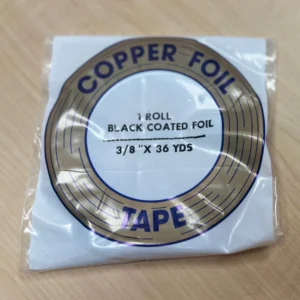 COPPER FOIL
1 ROLL
BLACK COATED FOIL
3/8 "X 36 YDS
TAPE